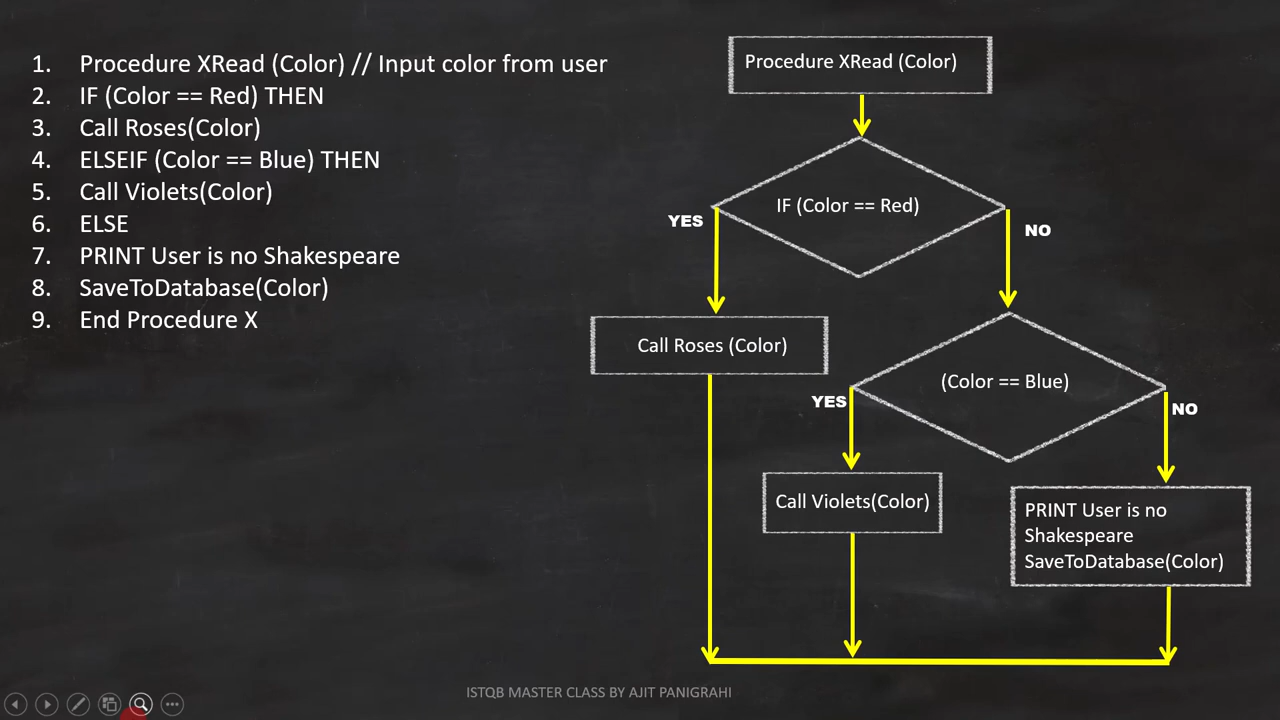 1. Procedure XRead (Color) // Input color from user
2. IF (Color == Red) THEN
3. Call Roses(Color)
4. ELSEIF (Color == Blue) THEN
5. Call Violets(Color)
6. ELSE
7. PRINT User is no Shakespeare
8. SaveToDatabase(Color)
9. End Procedure X
Procedure XRead (Color)
IF (Color == Red)
YES
NO
Call Roses (Color)
(Color == Blue)
YES
NO
Call Violets(Color)
PRINT User is no
Shakespeare
SaveToDatabase(Color)
ISTQB MASTER CLASS BY AJIT PANIGRAHI